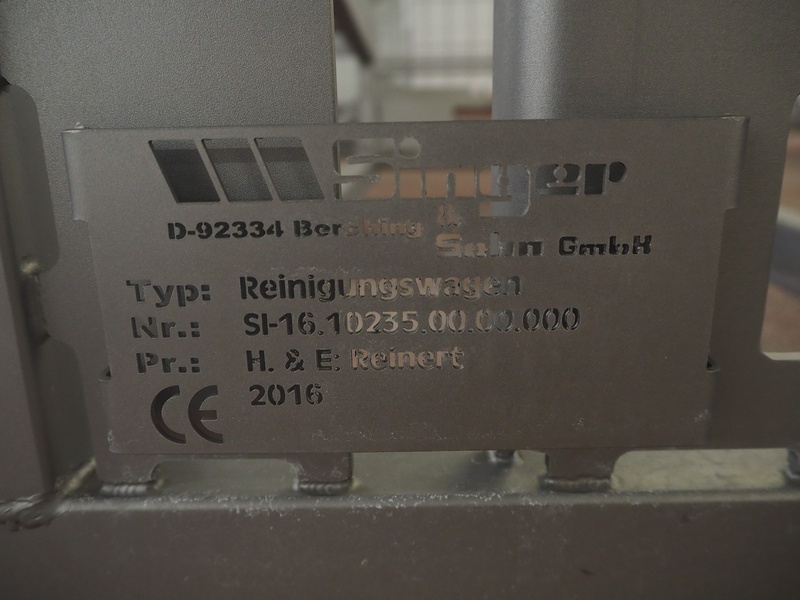 Singer
&
D-92334 Berching Sohn GmbH
Typ: Reinigungswagen
Nr.: SI-16.10235.00.00.000
Pr.: H. & E. Reinert
CE 2016